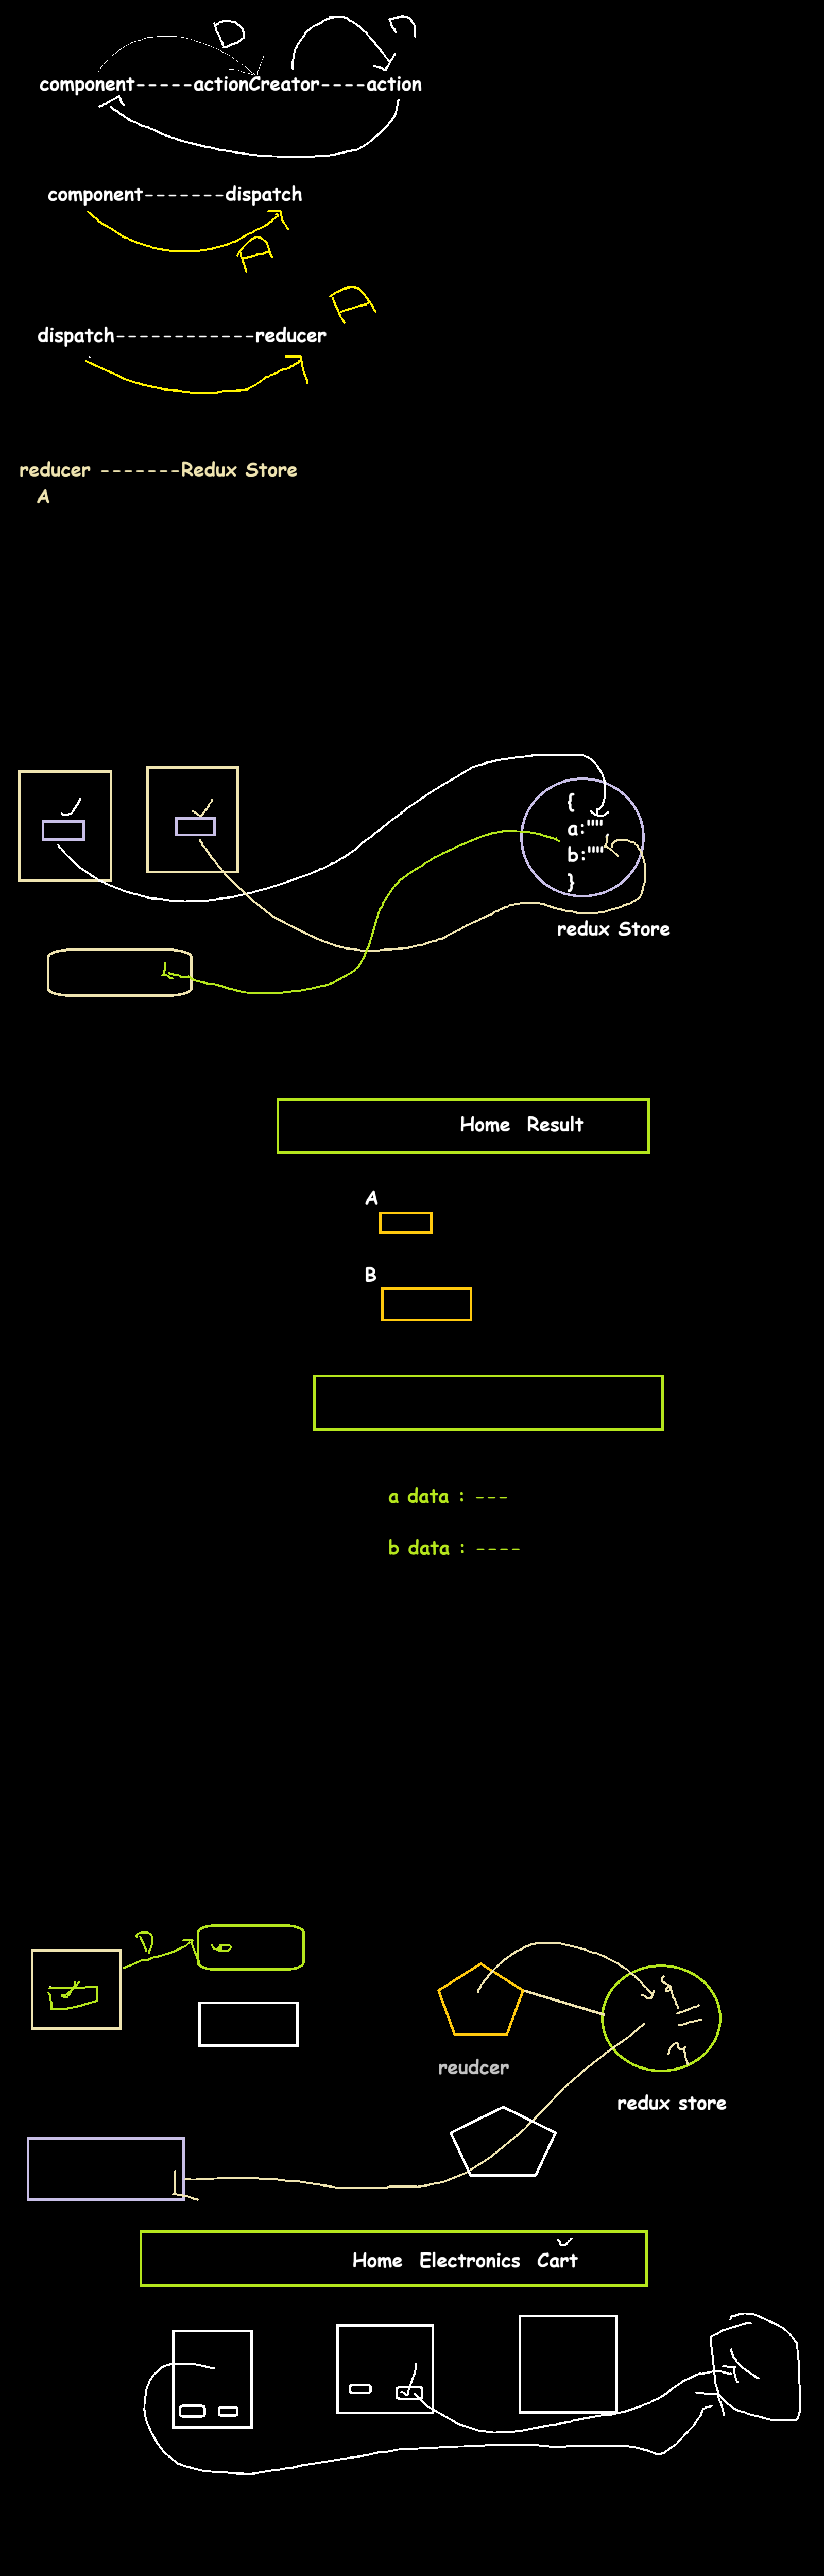 D
component-----actionCreator----action
component-------dispatch
D
D
dispatch------------reducer
reducer -------Redux Store
A
{
a:""
b:""
}
redux Store
Home Result
A
B
a data : ---
b data : ----
D
reudcer
redux store
Home Electronics Cart